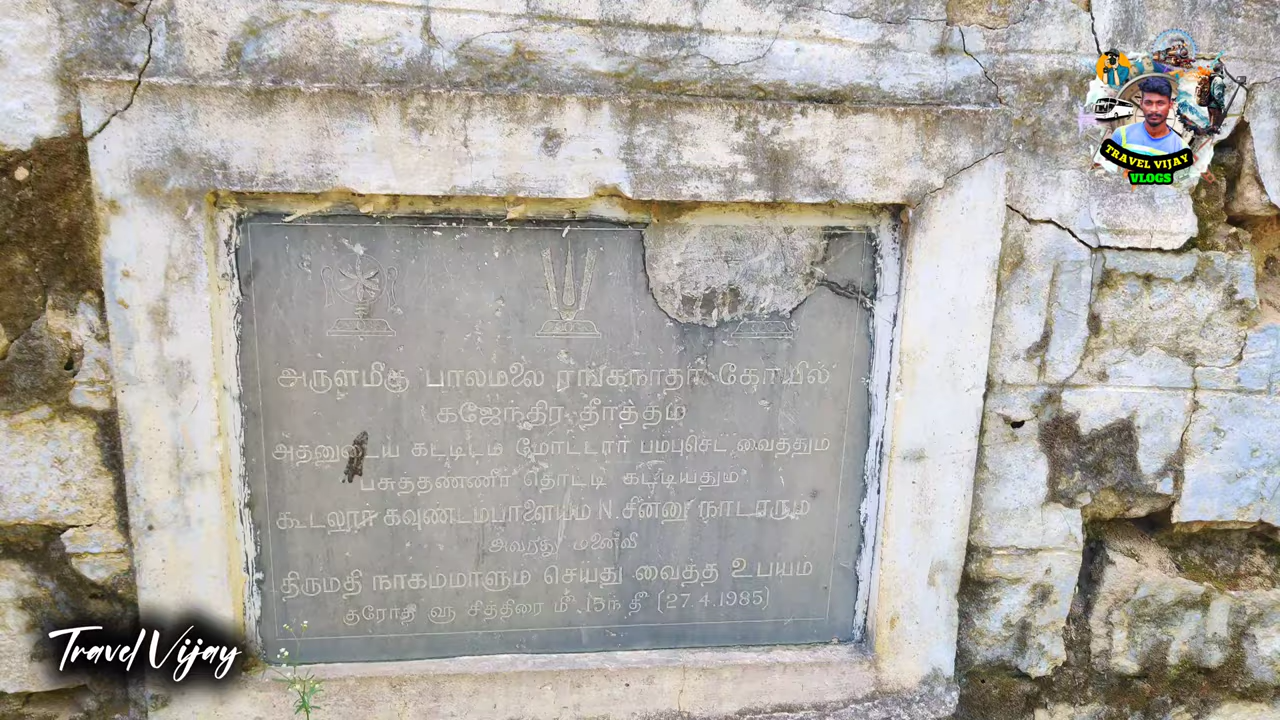 அருள்மிகு பாலமலை ரங்கநாதர் கோயில்
கஜேந்திர தீர்த்தம்
அதனுடைய கட்டிடம் மோட்டார் பம்புசெட் வைத்தும்
பசுத்தண்ணீர் தொட்டி கட்டியதும்
கூடலூர் கவுண்டம்பாளையம் N. சின்னு நாடாரும்
அவரது மனைவி
திருமதி நாகம்மாளும் செய்து வைத்த உபயம்
குரோதி ௵ சித்திரை மீ 15ந் தீ (27.4.1985)
TRAVEL VIJAY
VLOGS
Travel Vijay